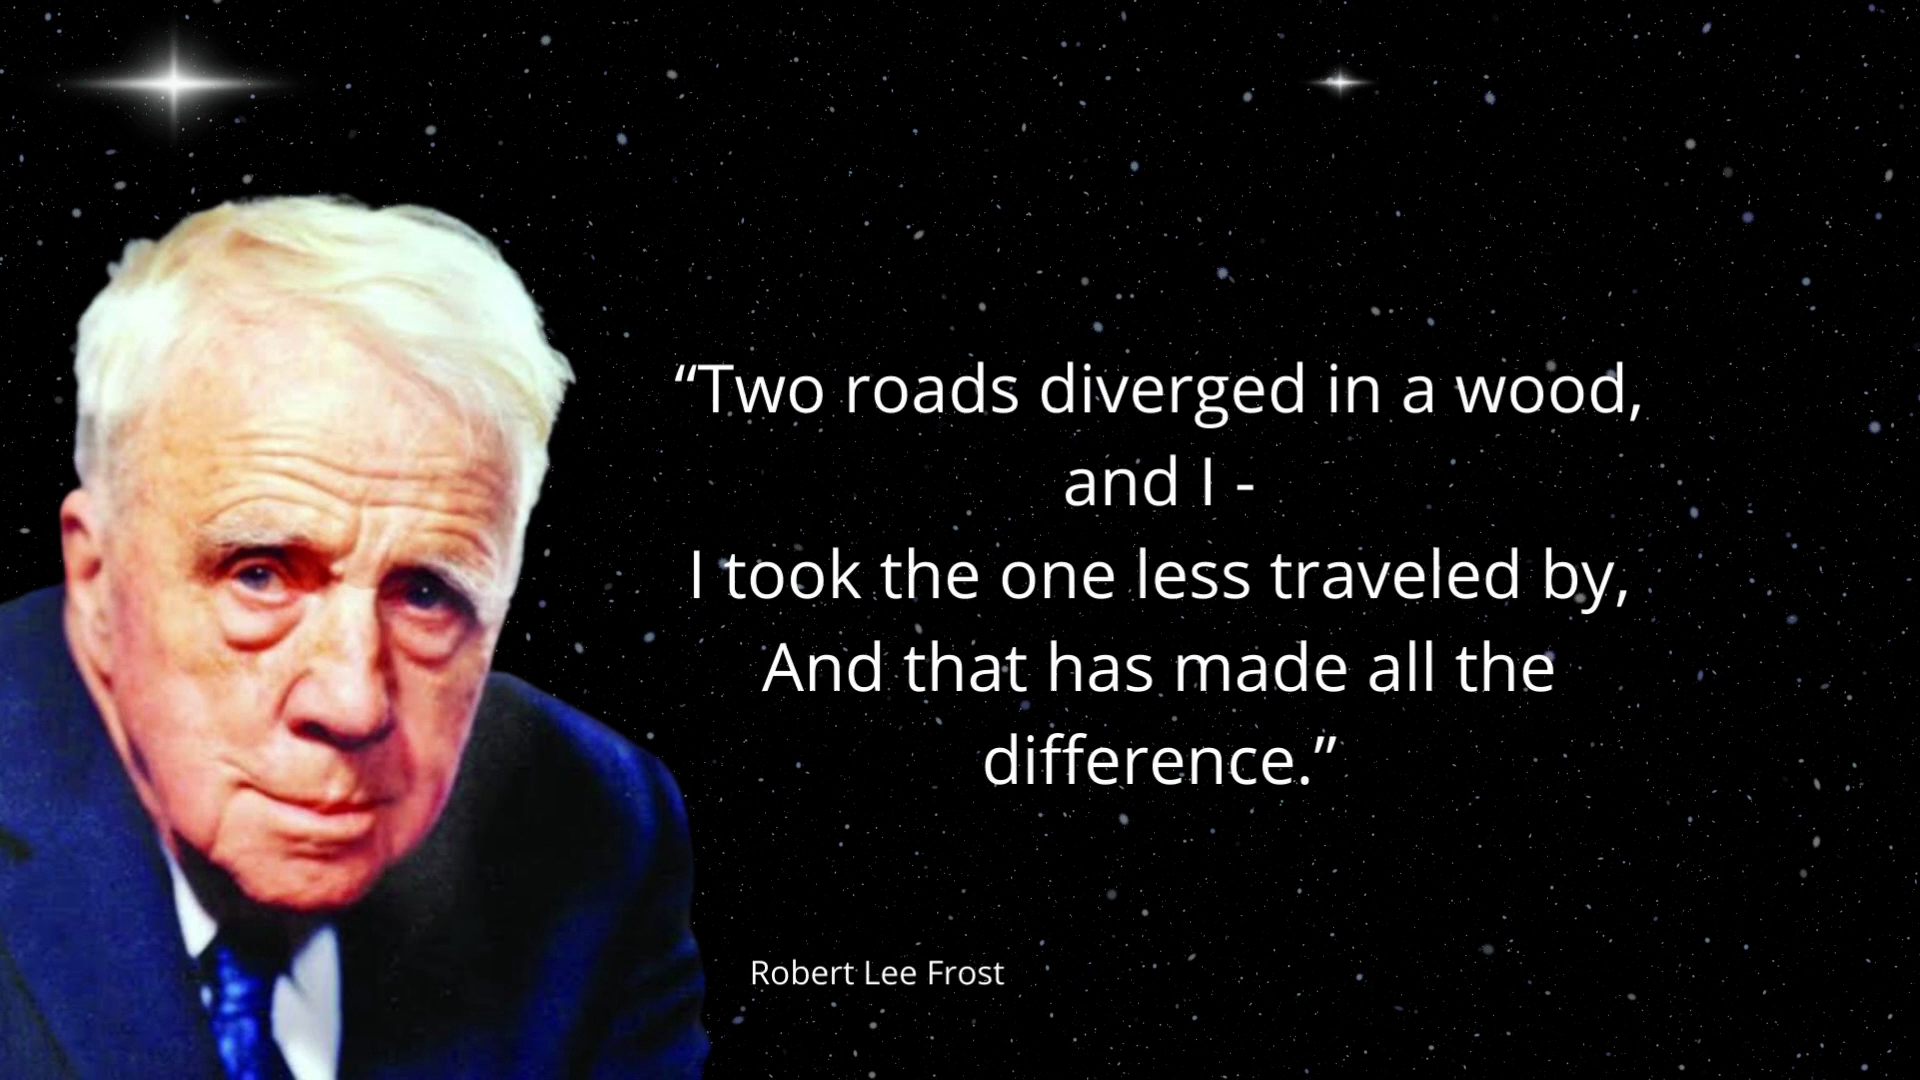 “Two roads diverged in a wood,
and I -
I took the one less traveled by,
And that has made all the
difference.”
Robert Lee Frost